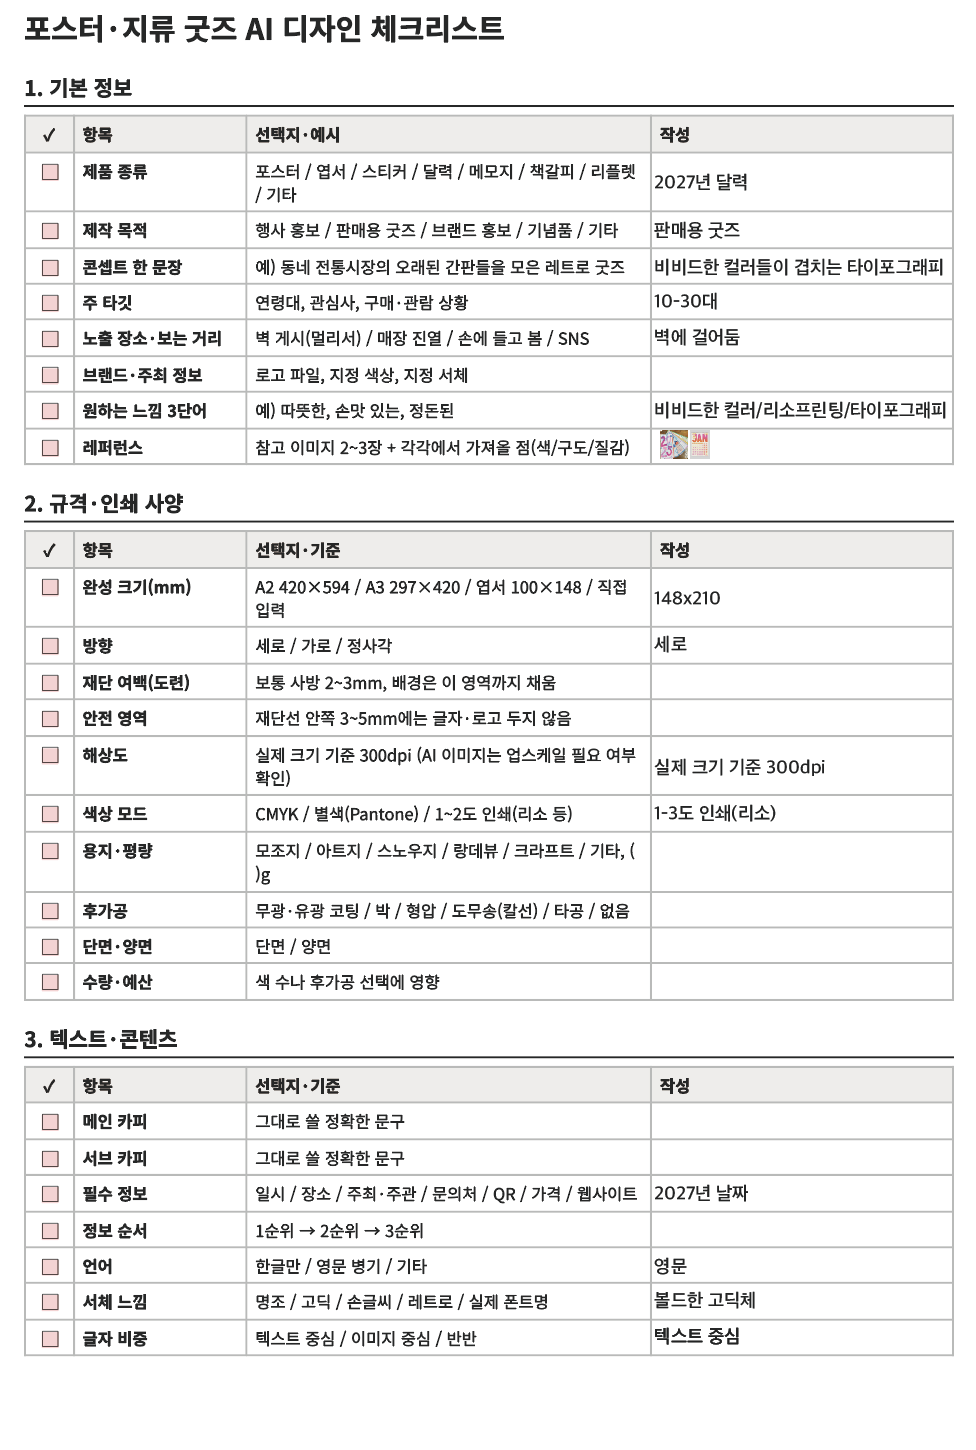 포스터·지류 굿즈 AI 디자인 체크리스트
1. 기본 정보
✓ 항목 선택지·예시 작성
제품 종류 포스터 / 엽서 / 스티커 / 달력 / 메모지 / 책갈피 / 리플렛 2027년 달력
/ 기타
제작 목적 행사 홍보 / 판매용 굿즈 / 브랜드 홍보 / 기념품 / 기타 판매용 굿즈
콘셉트 한 문장 예) 동네 전통시장의 오래된 간판들을 모은 레트로 굿즈 비비드한 컬러들이 겹치는 타이포그래피
주 타깃 연령대, 관심사, 구매·관람 상황 10-30대
노출 장소·보는 거리 벽 게시(멀리서) / 매장 진열 / 손에 들고 봄 / SNS 벽에 걸어둠
브랜드·주최 정보 로고 파일, 지정 색상, 지정 서체
원하는 느낌 3단어 예) 따뜻한, 손맛 있는, 정돈된 비비드한 컬러/리소프린팅/타이포그래피
레퍼런스 참고 이미지 2~3장 + 각각에서 가져올 점(색/구도/질감) JAN
2. 규격·인쇄 사양
✓ 항목 선택지·기준 작성
완성 크기(mm) A2 420×594 / A3 297×420 / 엽서 100×148 / 직접 148x210
입력
방향 세로 / 가로 / 정사각 세로
재단 여백(도련) 보통 사방 2~3mm, 배경은 이 영역까지 채움
안전 영역 재단선 안쪽 3~5mm에는 글자·로고 두지 않음
해상도 실제 크기 기준 300dpi (AI 이미지는 업스케일 필요 여부 실제 크기 기준 300dpi
확인)
색상 모드 CMYK / 별색(Pantone) / 1~2도 인쇄(리소 등) 1-3도 인쇄(리소)
용지·평량 모조지 / 아트지 / 스노우지 / 랑데뷰 / 크라프트 / 기타, (
)g
후가공 무광·유광 코팅 / 박 / 형압 / 도무송(칼선) / 타공 / 없음
단면·양면 단면 / 양면
수량·예산 색 수나 후가공 선택에 영향
3. 텍스트·콘텐츠
✓ 항목 선택지·기준 작성
메인 카피 그대로 쓸 정확한 문구
서브 카피 그대로 쓸 정확한 문구
필수 정보 일시 / 장소 / 주최·주관 / 문의처 / QR / 가격 / 웹사이트 2027년 날짜
정보 순서 1순위 → 2순위 → 3순위
언어 한글만 / 영문 병기 / 기타 영문
서체 느낌 명조 / 고딕 / 손글씨 / 레트로 / 실제 폰트명 볼드한 고딕체
글자 비중 텍스트 중심 / 이미지 중심 / 반반 텍스트 중심